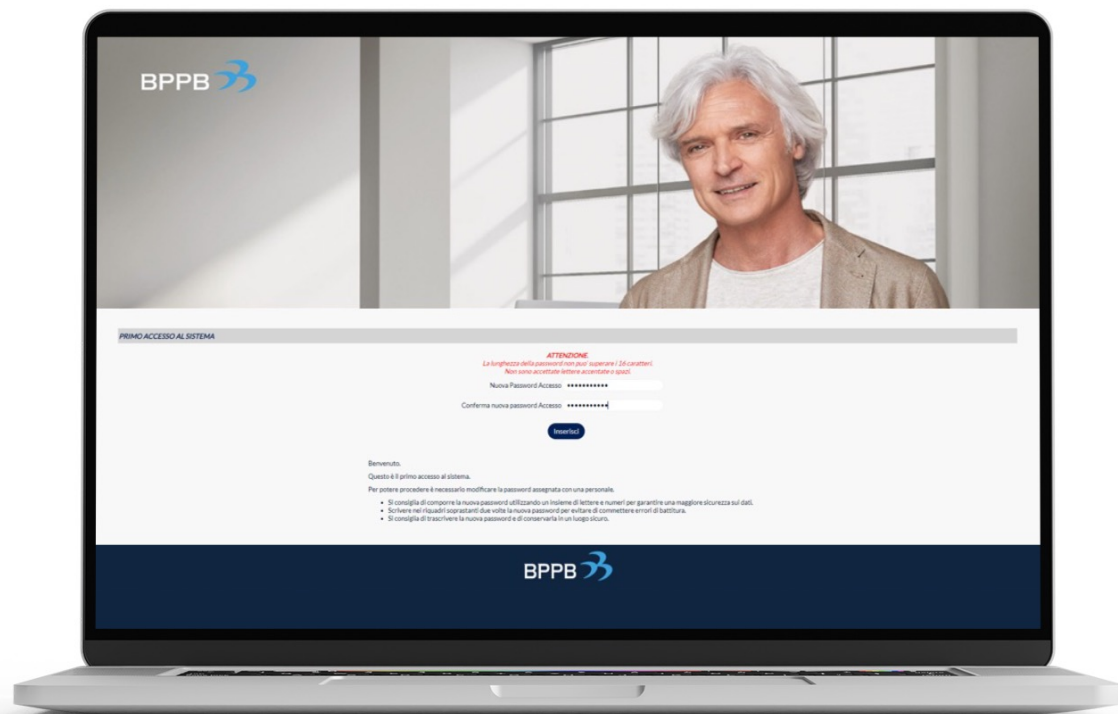 BPPB
PRIMO ACCESSO AL SISTEMA
ATTENZIONE.
La lunghezza della password non puo' superare i 16 caratteri.
Non sono accettate lettere accentate e spazi.
Nuova Password Accesso •••••••••••
Conferma nuova password Accesso •••••••••••
Inserisci
Benvenuto.
Questo è il primo accesso al sistema.
Per potere procedere è necessario modificare la password assegnata con una personale.
• Si consiglia di comporre la nuova password utilizzando un insieme di lettere e numeri per garantire una maggiore sicurezza sui dati.
• Scrivere nei riquadri soprastanti due volte la nuova password per evitare di commettere errori di battitura.
• Si consiglia di trascrivere la nuova password e di conservarla in un luogo sicuro.
BPPB